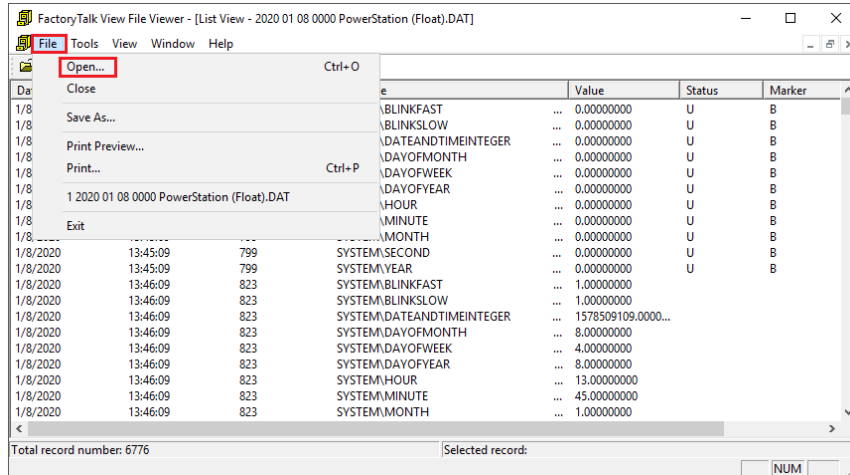 FactoryTalk View File Viewer - [List View - 2020 01 08 0000 PowerStation (Float).DAT]
File Tools View Window Help
Open... Ctrl+O
Close
Save As...
Print Preview...
Print... Ctrl+P
1 2020 01 08 0000 PowerStation (Float).DAT
Exit
Da e Value Status Marker
1/8 \BLINKFAST ... 0.00000000 U B
1/8 \BLINKSLOW ... 0.00000000 U B
1/8 \DATEANDTIMEINTEGER ... 0.00000000 U B
1/8 \DAYOFMONTH ... 0.00000000 U B
1/8 \DAYOFWEEK ... 0.00000000 U B
1/8 \DAYOFYEAR ... 0.00000000 U B
1/8 \HOUR ... 0.00000000 U B
1/8 \MINUTE ... 0.00000000 U B
1/8 \MONTH ... 0.00000000 U B
1/8/2020 13:45:09 799 SYSTEM\SECOND ... 0.00000000 U B
1/8/2020 13:45:09 799 SYSTEM\YEAR ... 0.00000000 U B
1/8/2020 13:46:09 823 SYSTEM\BLINKFAST ... 1.00000000
1/8/2020 13:46:09 823 SYSTEM\BLINKSLOW ... 1.00000000
1/8/2020 13:46:09 823 SYSTEM\DATEANDTIMEINTEGER ... 1578509109.0000...
1/8/2020 13:46:09 823 SYSTEM\DAYOFMONTH ... 8.00000000
1/8/2020 13:46:09 823 SYSTEM\DAYOFWEEK ... 4.00000000
1/8/2020 13:46:09 823 SYSTEM\DAYOFYEAR ... 8.00000000
1/8/2020 13:46:09 823 SYSTEM\HOUR ... 13.00000000
1/8/2020 13:46:09 823 SYSTEM\MINUTE ... 45.00000000
1/8/2020 13:46:09 823 SYSTEM\MONTH ... 1.00000000
Total record number: 6776 Selected record:
NUM